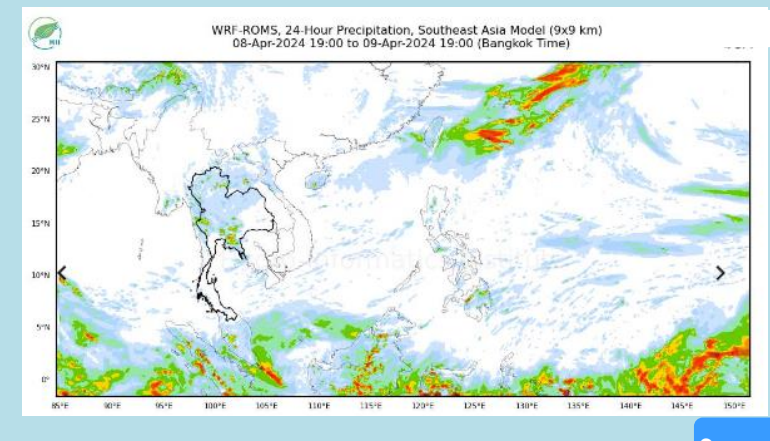 WRF-ROMS, 24-Hour Precipitation, Southeast Asia Model (9x9 km)
08-Apr-2024 19:00 to 09-Apr-2024 19:00 (Bangkok Time)
HII
30°N
25°N
20°N
15°N
10°N
5°N
0°
85°E 90°E 95°E 100°E 105°E 110°E 115°E 120°E 125°E 130°E 135°E 140°E 145°E 150°E